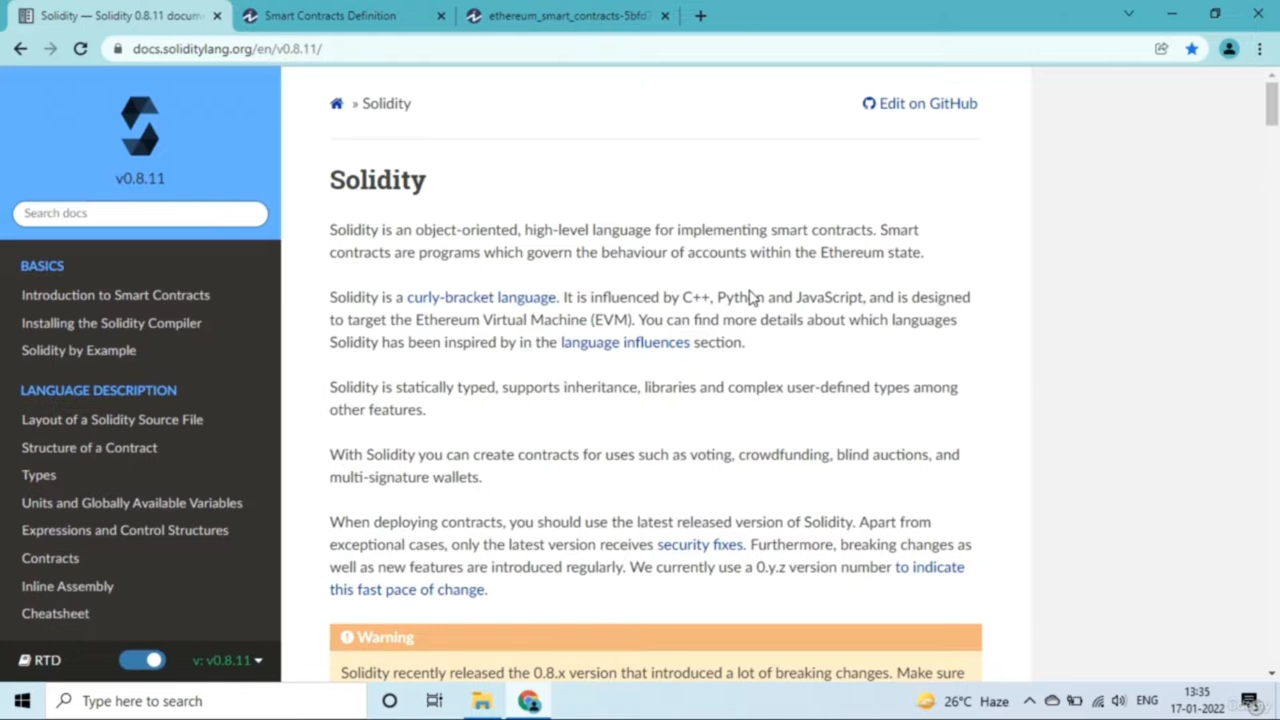 Solidity — Solidity 0.8.11 docum
Smart Contracts Definition
ethereum_smart_contracts-5bfd
docs.soliditylang.org/en/v0.8.11/
v0.8.11
Search docs
BASICS
Introduction to Smart Contracts
Installing the Solidity Compiler
Solidity by Example
LANGUAGE DESCRIPTION
Layout of a Solidity Source File
Structure of a Contract
Types
Units and Globally Available Variables
Expressions and Control Structures
Contracts
Inline Assembly
Cheatsheet
RTD
v: v0.8.11
» Solidity
Edit on GitHub
Solidity
Solidity is an object-oriented, high-level language for implementing smart contracts. Smart
contracts are programs which govern the behaviour of accounts within the Ethereum state.
Solidity is a curly-bracket language. It is influenced by C++, Python and JavaScript, and is designed
to target the Ethereum Virtual Machine (EVM). You can find more details about which languages
Solidity has been inspired by in the language influences section.
Solidity is statically typed, supports inheritance, libraries and complex user-defined types among
other features.
With Solidity you can create contracts for uses such as voting, crowdfunding, blind auctions, and
multi-signature wallets.
When deploying contracts, you should use the latest released version of Solidity. Apart from
exceptional cases, only the latest version receives security fixes. Furthermore, breaking changes as
well as new features are introduced regularly. We currently use a 0.y.z version number to indicate
this fast pace of change.
Warning
Solidity recently released the 0.8.x version that introduced a lot of breaking changes. Make sure
Type here to search
26°C Haze
ENG
13:35
17-01-2022